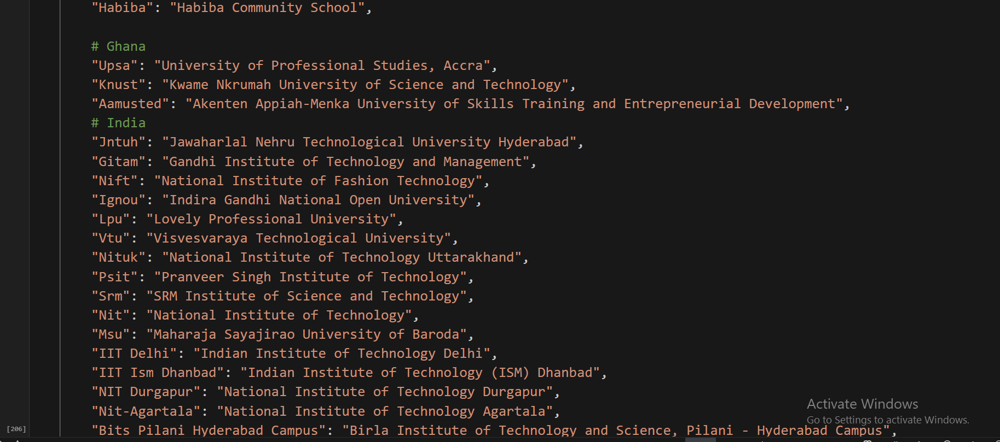 "Habiba": "Habiba Community School",
# Ghana
"Upsa": "University of Professional Studies, Accra",
"Knust": "Kwame Nkrumah University of Science and Technology",
"Aamusted": "Akenten Appiah-Menka University of Skills Training and Entrepreneurial Development",
# India
"Jntuh": "Jawaharlal Nehru Technological University Hyderabad",
"Gitam": "Gandhi Institute of Technology and Management",
"Nift": "National Institute of Fashion Technology",
"Ignou": "Indira Gandhi National Open University",
"Lpu": "Lovely Professional University",
"Vtu": "Visvesvaraya Technological University",
"Nituk": "National Institute of Technology Uttarakhand",
"Psit": "Pranveer Singh Institute of Technology",
"Srm": "SRM Institute of Science and Technology",
"Nit": "National Institute of Technology",
"Msu": "Maharaja Sayajirao University of Baroda",
"IIT Delhi": "Indian Institute of Technology Delhi",
"IIT Ism Dhanbad": "Indian Institute of Technology (ISM) Dhanbad",
"NIT Durgapur": "National Institute of Technology Durgapur",
"Nit-Agartala": "National Institute of Technology Agartala",
"Bits Pilani Hyderabad Campus": "Birla Institute of Technology and Science, Pilani - Hyderabad Campus",
[206]
Activate Windows
Go to Settings to activate Windows.